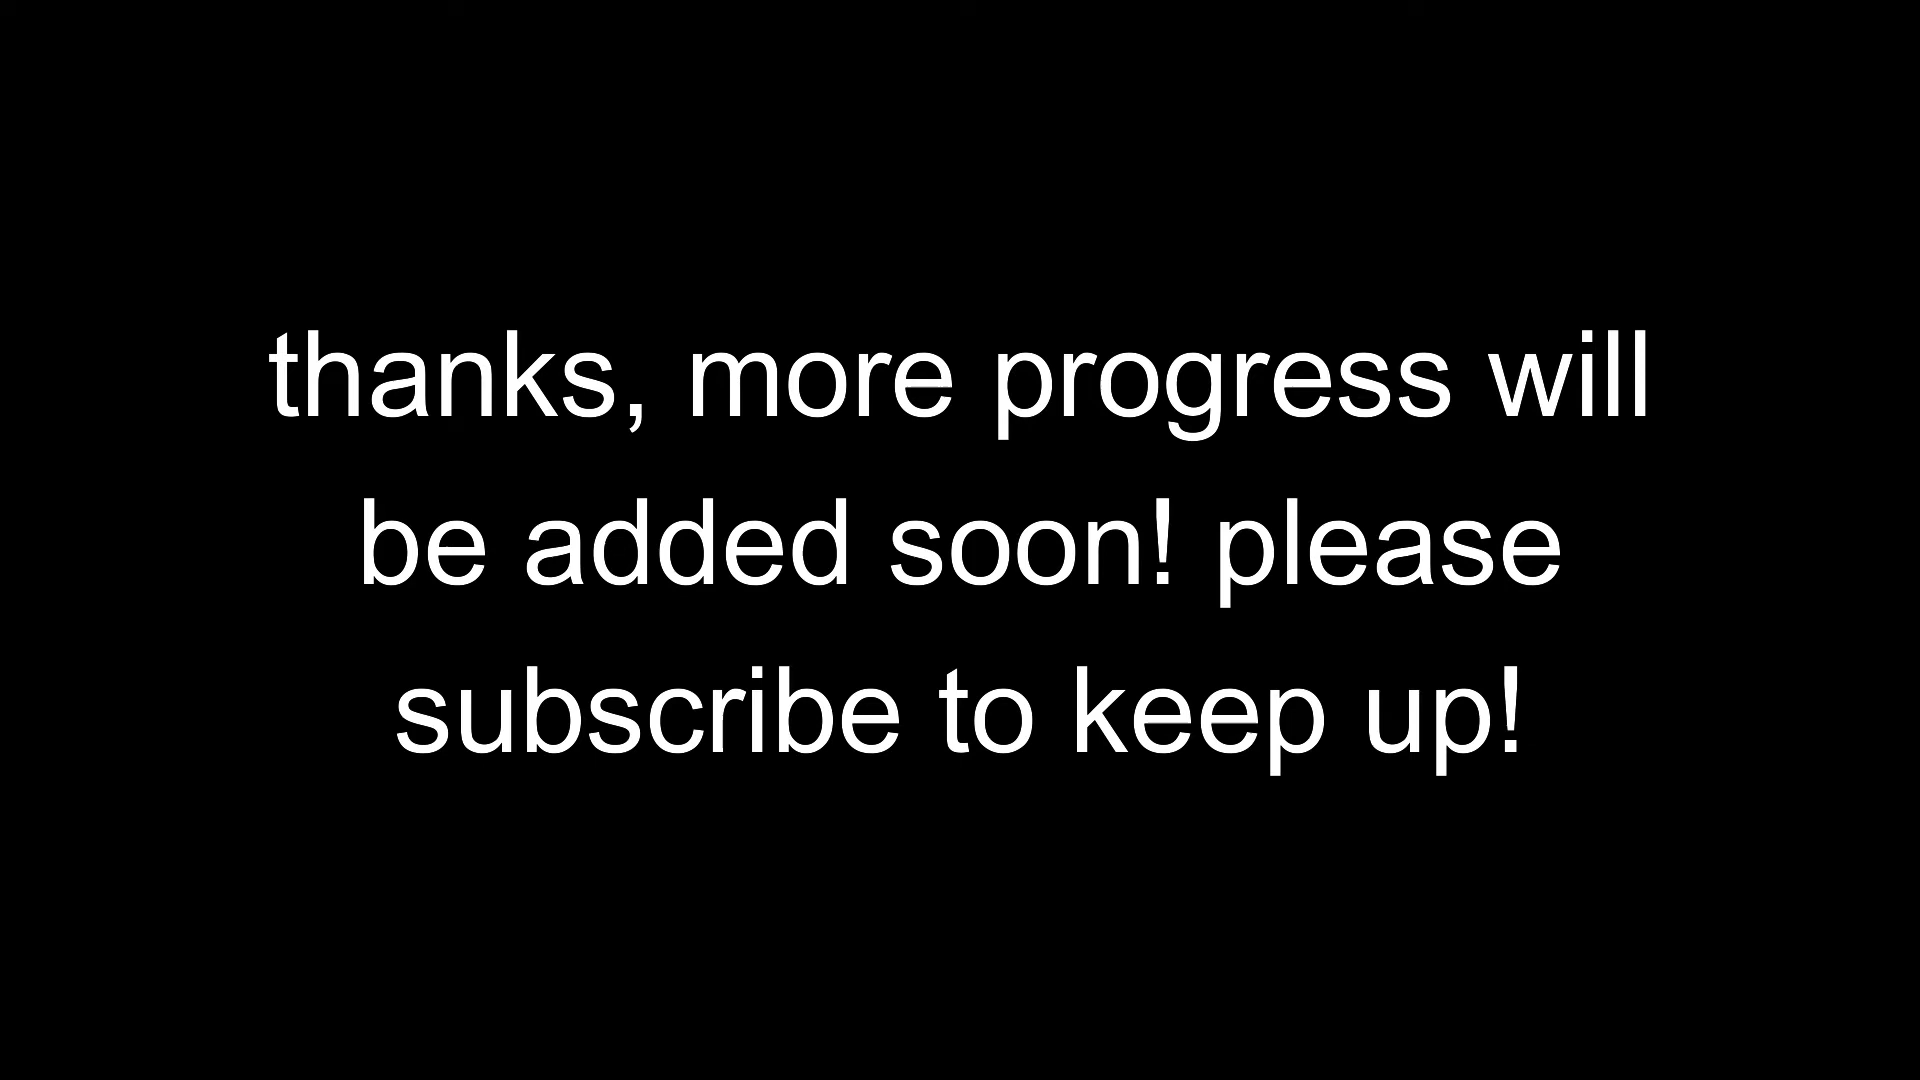 thanks, more progress will
be added soon! please
subscribe to keep up!